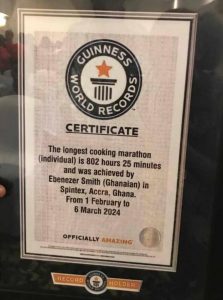 GUINNESS
WORLD RECORDS
CERTIFICATE
The longest cooking marathon
(individual) is 802 hours 25 minutes
and was achieved by
Ebenezer Smith (Ghanaian) in
Spintex, Accra, Ghana.
From 1 February to
6 March 2024
OFFICIALLY AMAZING
RECORD
HOLDER